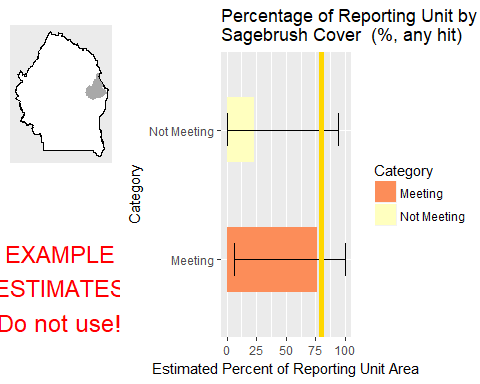 Percentage of Reporting Unit by
Sagebrush Cover (%, any hit)
Not Meeting
Meeting
Category
0 25 50 75 100
Estimated Percent of Reporting Unit Area
Category
Meeting
Not Meeting
EXAMPLE
ESTIMATES
Do not use!